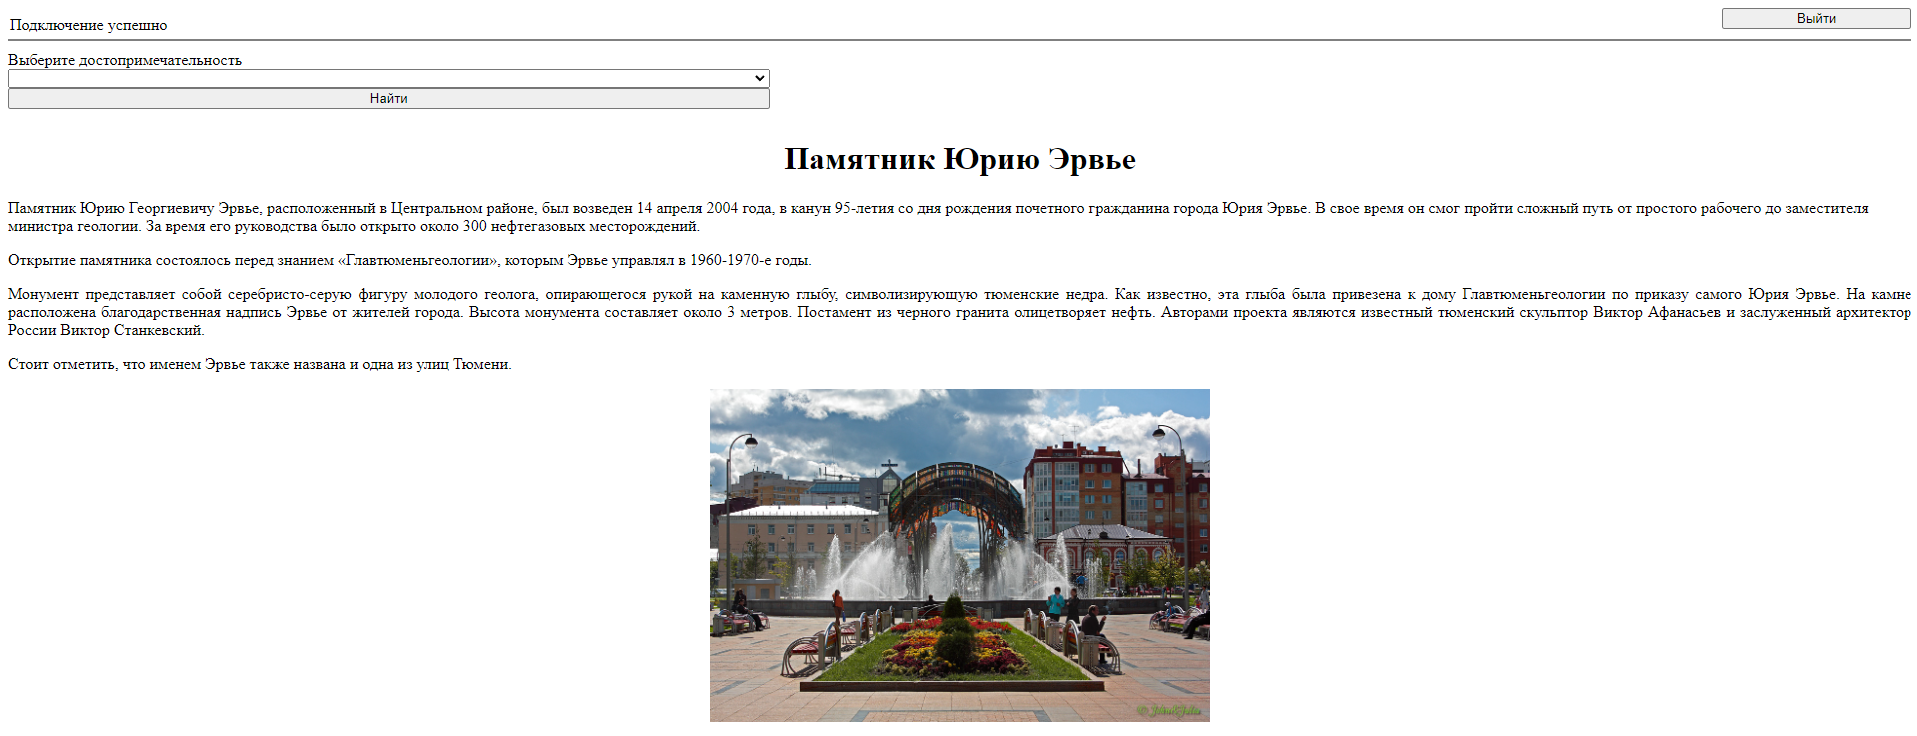 Подключение успешно
Выйти
Выберите достопримечательность
Найти
Памятник Юрию Эрвье
Памятник Юрию Георгиевичу Эрвье, расположенный в Центральном районе, был возведен 14 апреля 2004 года, в канун 95-летия со дня рождения почетного гражданина города Юрия Эрвье. В свое время он смог пройти сложный путь от простого рабочего до заместителя
министра геологии. За время его руководства было открыто около 300 нефтегазовых месторождений.
Открытие памятника состоялось перед знанием «Главтюменьгеологии», которым Эрвье управлял в 1960-1970-е годы.
Монумент представляет собой серебристо-серую фигуру молодого геолога, опирающегося рукой на каменную глыбу, символизирующую тюменские недра. Как известно, эта глыба была привезена к дому Главтюменьгеологии по приказу самого Юрия Эрвье. На камне
расположена благодарственная надпись Эрвье от жителей города. Высота монумента составляет около 3 метров. Постамент из черного гранита олицетворяет нефть. Авторами проекта являются известный тюменский скульптор Виктор Афанасьев и заслуженный архитектор
России Виктор Станкевский.
Стоит отметить, что именем Эрвье также названа и одна из улиц Тюмени.